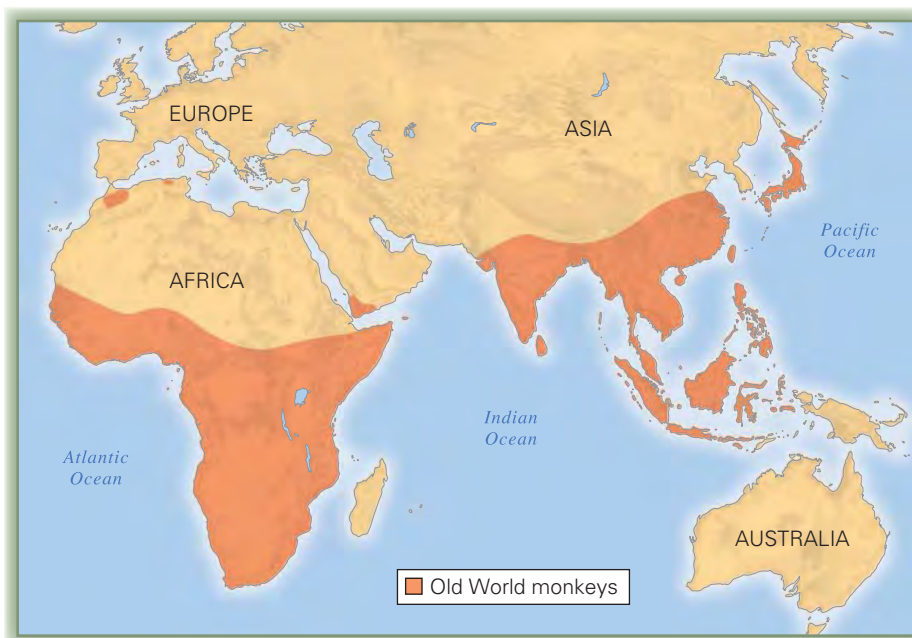 EUROPE
ASIA
Pacific
Ocean
AFRICA
Indian
Ocean
Atlantic
Ocean
AUSTRALIA
Old World monkeys